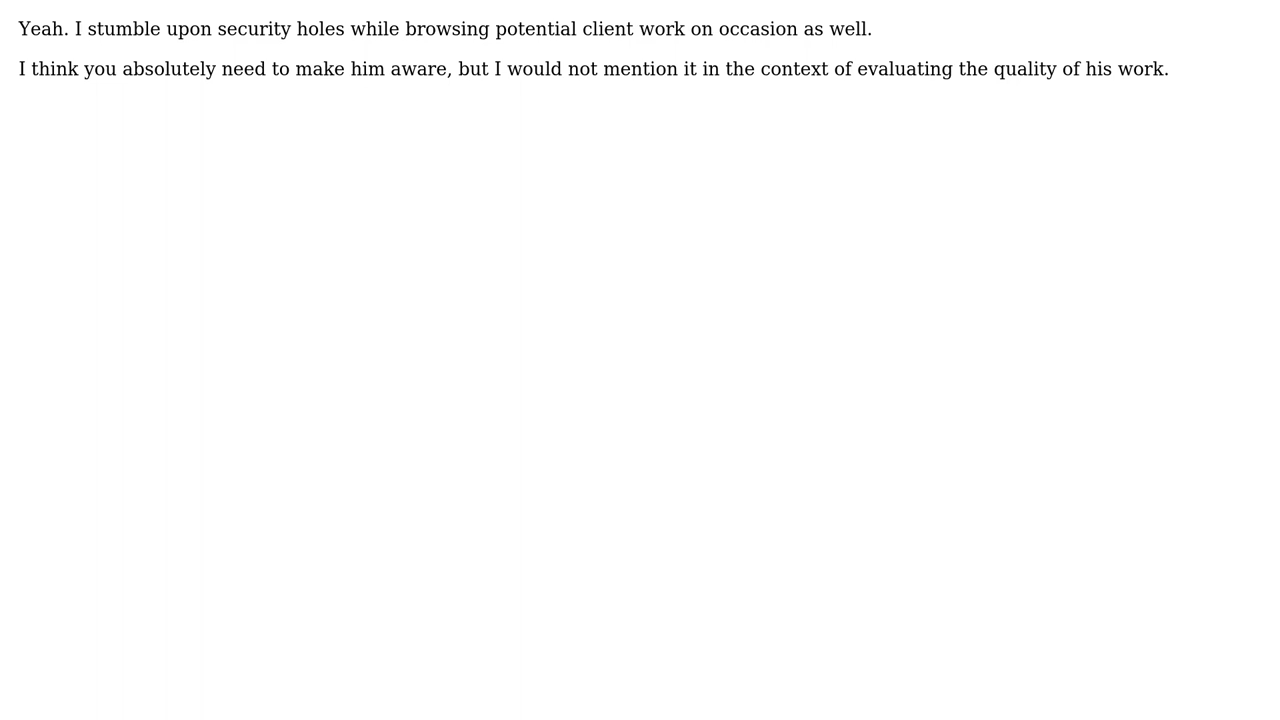 Yeah. I stumble upon security holes while browsing potential client work on occasion as well.
I think you absolutely need to make him aware, but I would not mention it in the context of evaluating the quality of his work.